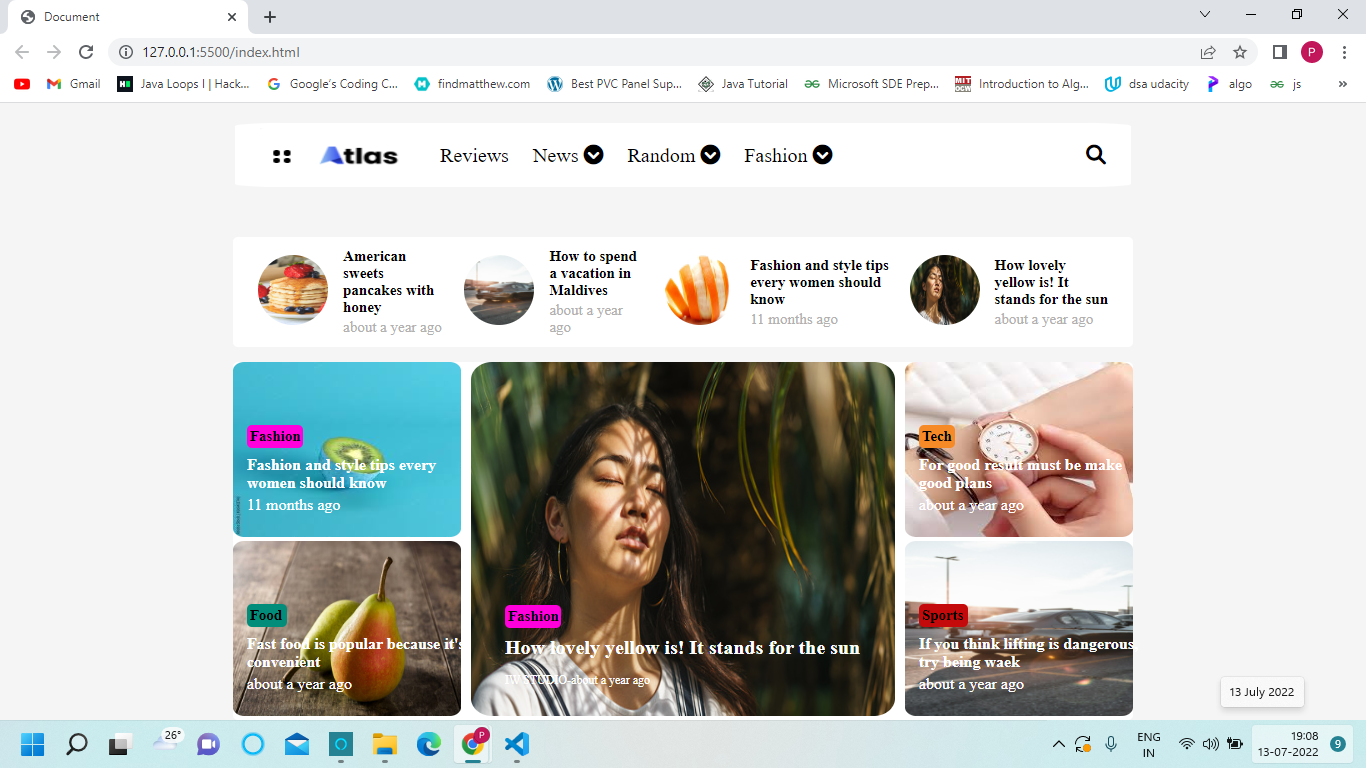 Document
127.0.0.1:5500/index.html
P
Gmail
Java Loops I | Hack...
Google's Coding C...
findmatthew.com
Best PVC Panel Sup...
Java Tutorial
Microsoft SDE Prep...
Introduction to Alg...
dsa udacity
algo
js
»
Atlas
Reviews
News
Random
Fashion
American
sweets
pancakes with
honey
about a year ago
How to spend
a vacation in
Maldives
about a year
ago
Fashion and style tips
every women should
know
11 months ago
How lovely
yellow is! It
stands for the sun
about a year ago
Fashion
Fashion and style tips every
women should know
11 months ago
Food
Fast food is popular because it's
convenient
about a year ago
Fashion
How lovely yellow is! It stands for the sun
IW STUDIO-about a year ago
Tech
For good result must be make
good plans
about a year ago
Sports
If you think lifting is dangerous
try being waek
about a year ago
13 July 2022
26°
P
ENG
IN
19:08
13-07-2022
9